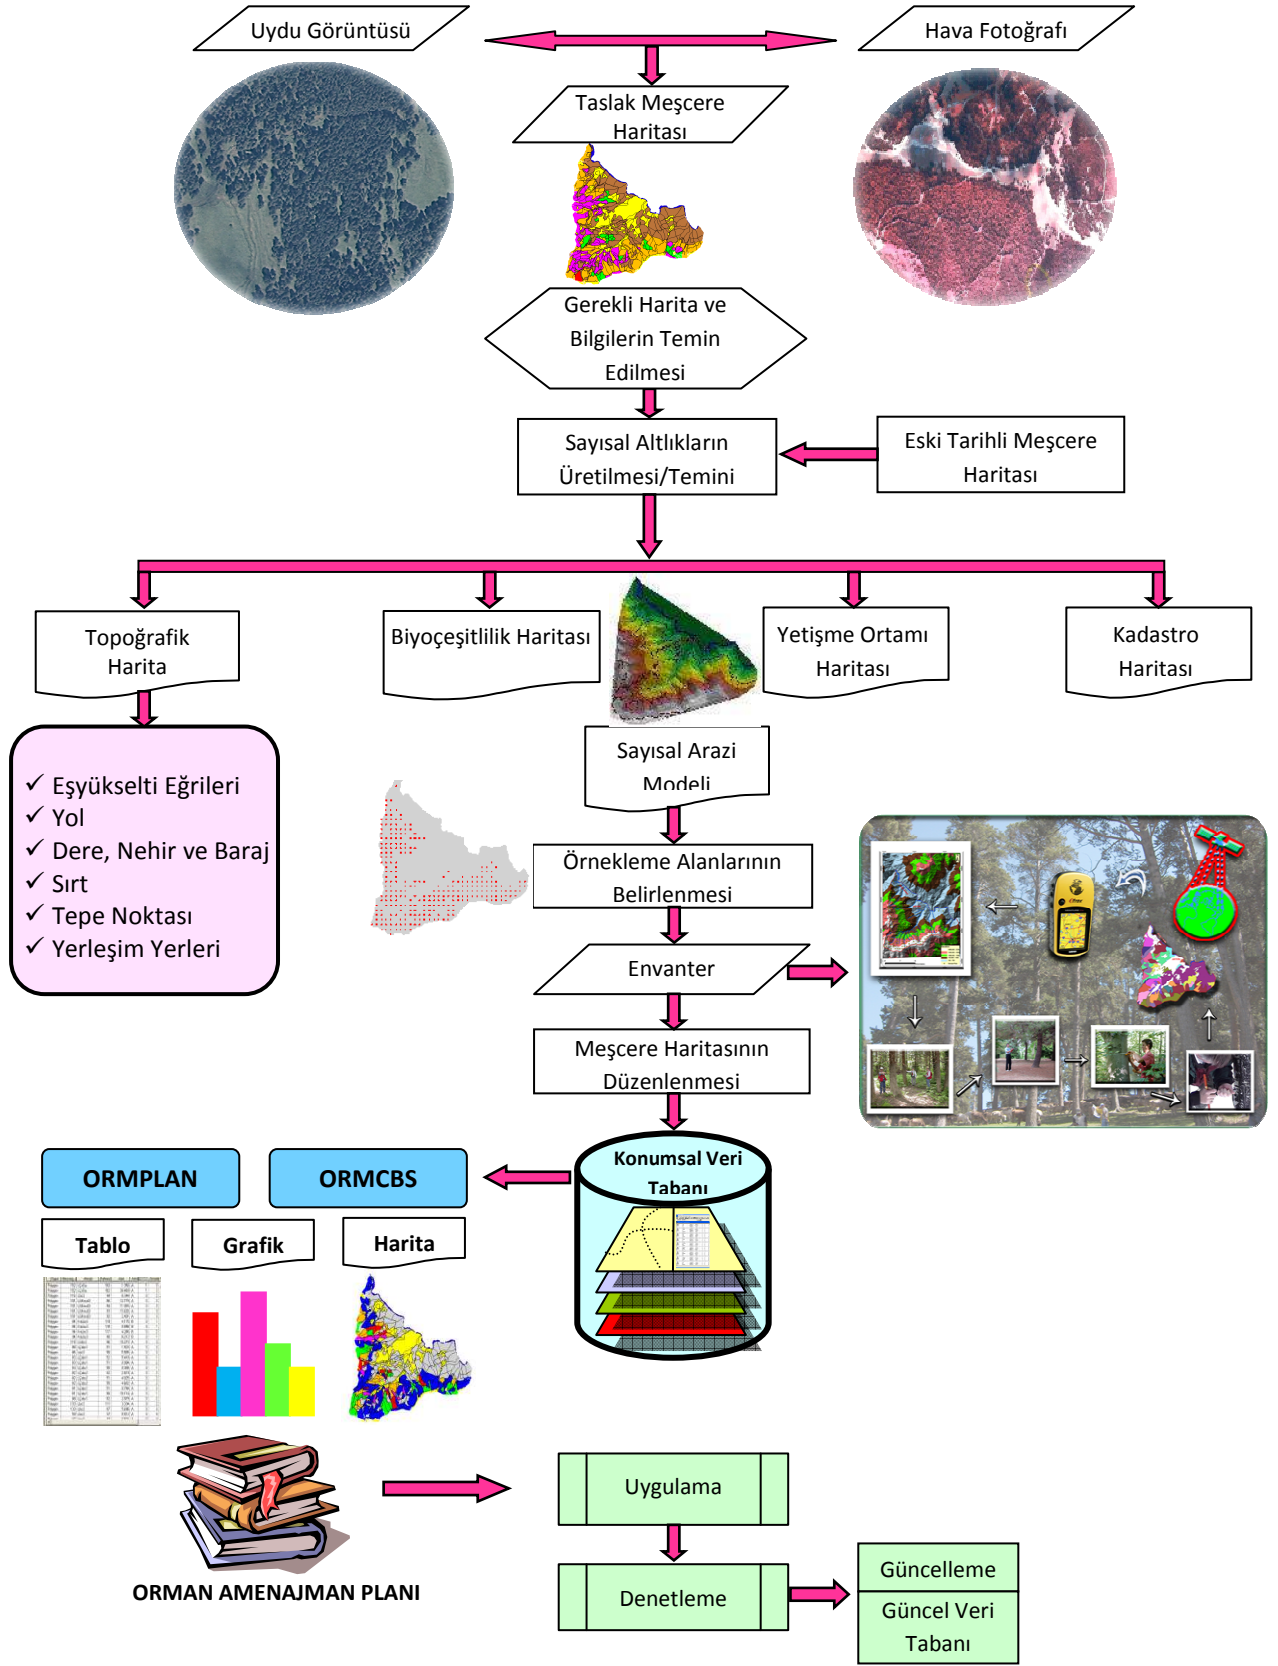 Uydu Görüntüsü
Hava Fotoğrafı
Taslak Meşcere
Haritası
Gerekli Harita ve
Bilgilerin Temin
Edilmesi
Sayısal Altlıkların
Üretilmesi/Temini
Eski Tarihli Meşcere
Haritası
Topoğrafik
Harita
Biyoçeşitlilik Haritası
Yetişme Ortamı
Haritası
Kadastro
Haritası
Sayısal Arazi
Modeli
✓ Eşyükselti Eğrileri
✓ Yol
✓ Dere, Nehir ve Baraj
✓ Sırt
✓ Tepe Noktası
✓ Yerleşim Yerleri
Örnekleme Alanlarının
Belirlenmesi
Envanter
Meşcere Haritasının
Düzenlenmesi
Konumsal Veri
Tabanı
ORMPLAN
ORMCBS
Tablo
Grafik
Harita
ORMAN AMENAJMAN PLANI
Uygulama
Denetleme
Güncelleme
Güncel Veri
Tabanı